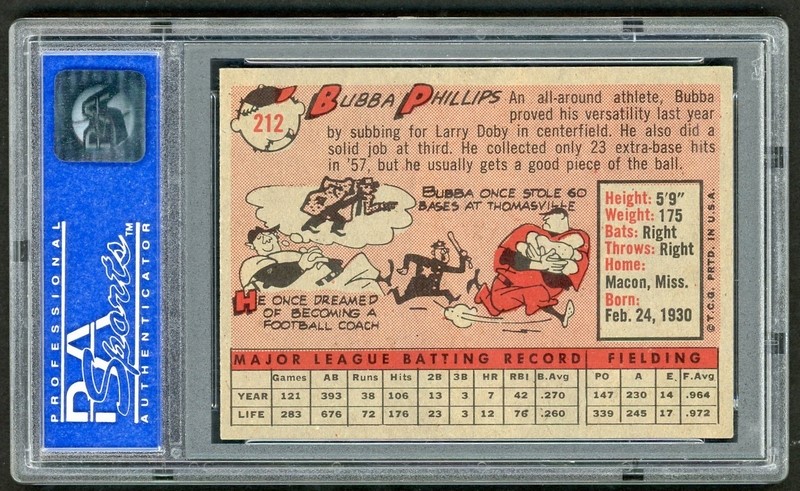 PROFESSIONAL
PSA
Sports™
AUTHENTICATOR
212
BUBBA PHILLIPS
An all-around athlete, Bubba
proved his versatility last year
by subbing for Larry Doby in centerfield. He also did a
solid job at third. He collected only 23 extra-base hits
in '57, but he usually gets a good piece of the ball.
BUBBA ONCE STOLE 60
BASES AT THOMASVILLE
HE ONCE DREAMED
OF BECOMING A
FOOTBALL COACH
Height: 5'9"
Weight: 175
Bats: Right
Throws: Right
Home:
Macon, Miss.
Born:
Feb. 24, 1930
© T.C.G. PRTD. IN U.S.A.
MAJOR LEAGUE BATTING RECORD FIELDING
Games AB Runs Hits 2B 3B HR RBI B.Avg PO A E. F.Avg
YEAR 121 393 38 106 13 3 7 42 .270 147 230 14 .964
LIFE 283 676 72 176 23 3 12 76 .260 339 245 17 .972